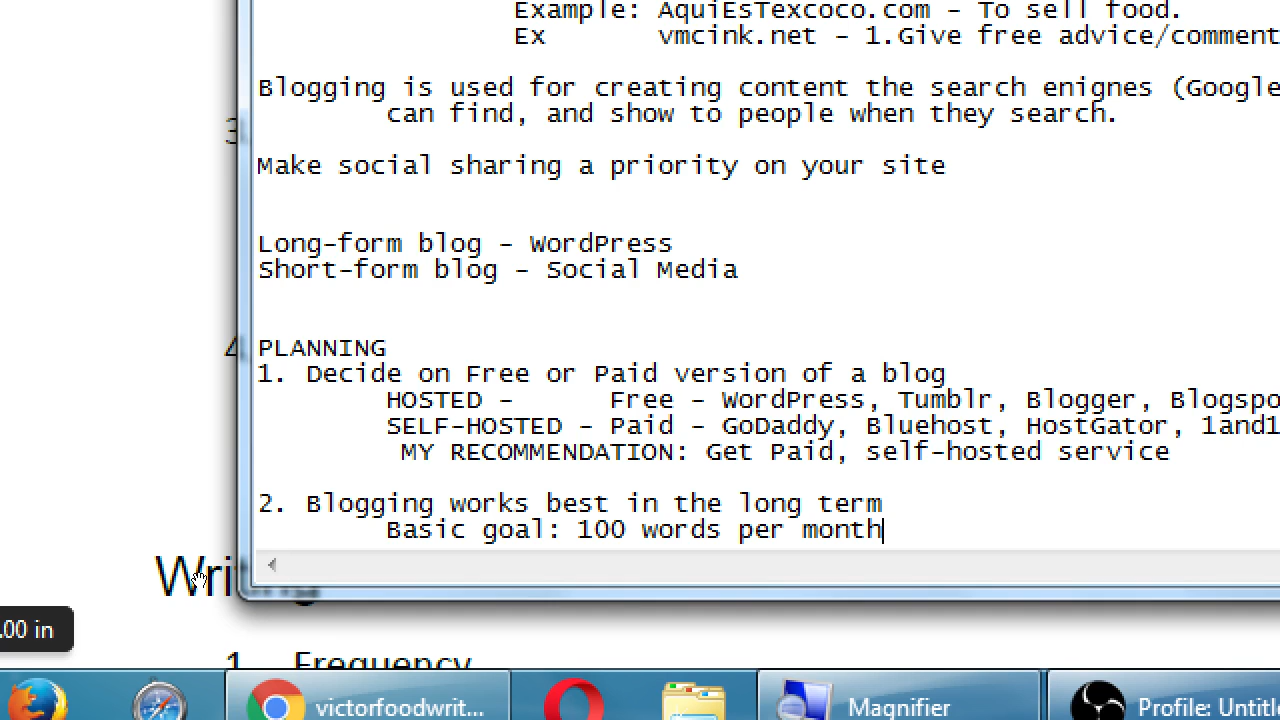 Example: AquiEsTexcoco.com - To sell food.
Ex vmcink.net - 1.Give free advice/comment
Blogging is used for creating content the search enignes (Google
can find, and show to people when they search.
3
Make social sharing a priority on your site
Long-form blog - WordPress
Short-form blog - Social Media
4
PLANNING
1. Decide on Free or Paid version of a blog
HOSTED - Free - WordPress, Tumblr, Blogger, Blogspo
SELF-HOSTED - Paid - GoDaddy, Bluehost, HostGator, 1and1
MY RECOMMENDATION: Get Paid, self-hosted service
2. Blogging works best in the long term
Basic goal: 100 words per month
Writing
.00 in
1. Frequency
victorfoodwrit...
Magnifier
Profile: Untitl